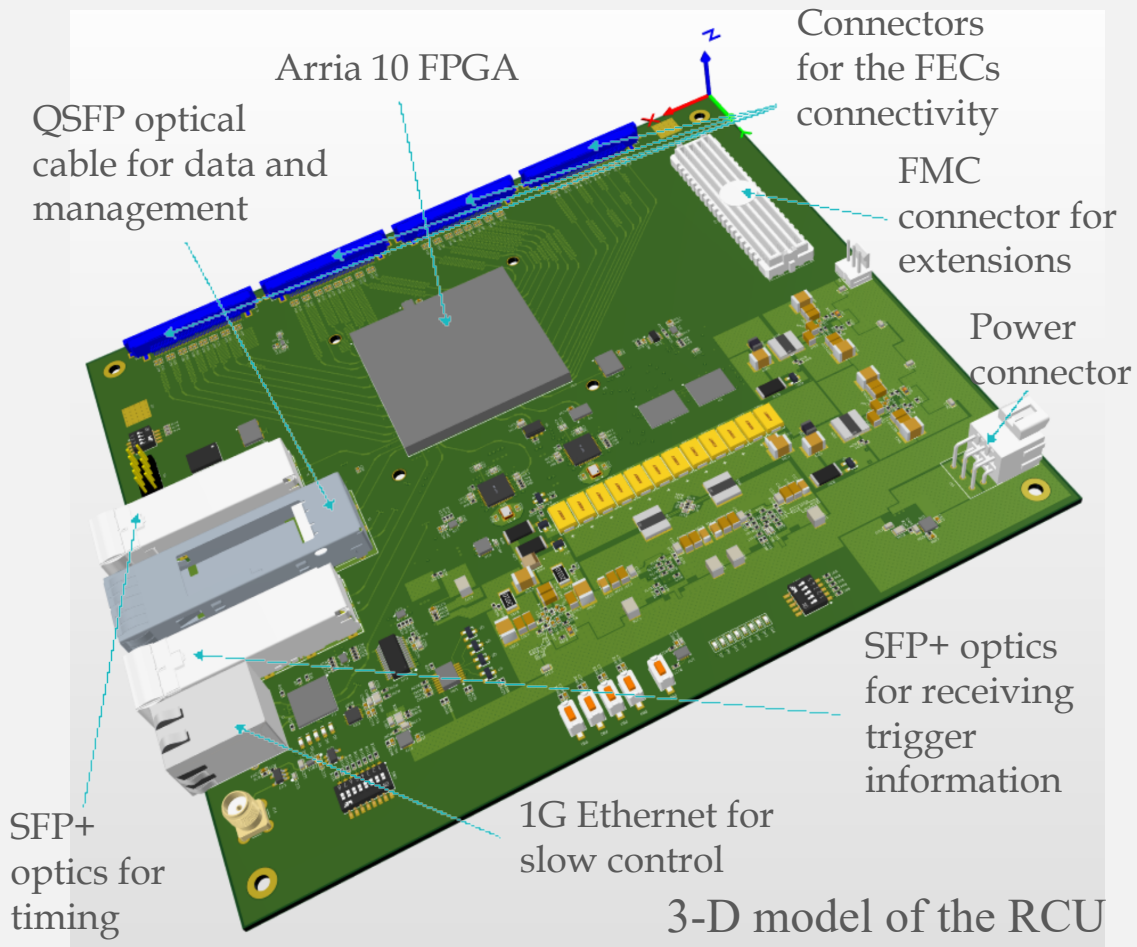 Connectors
for the FECs
connectivity
Arria 10 FPGA
QSFP optical
cable for data and
management
Z
X
Y
FMC
connector for
extensions
Power
connector
SFP+ optics
for receiving
trigger
information
1G Ethernet for
slow control
SFP+
optics for
timing
3-D model of the RCU